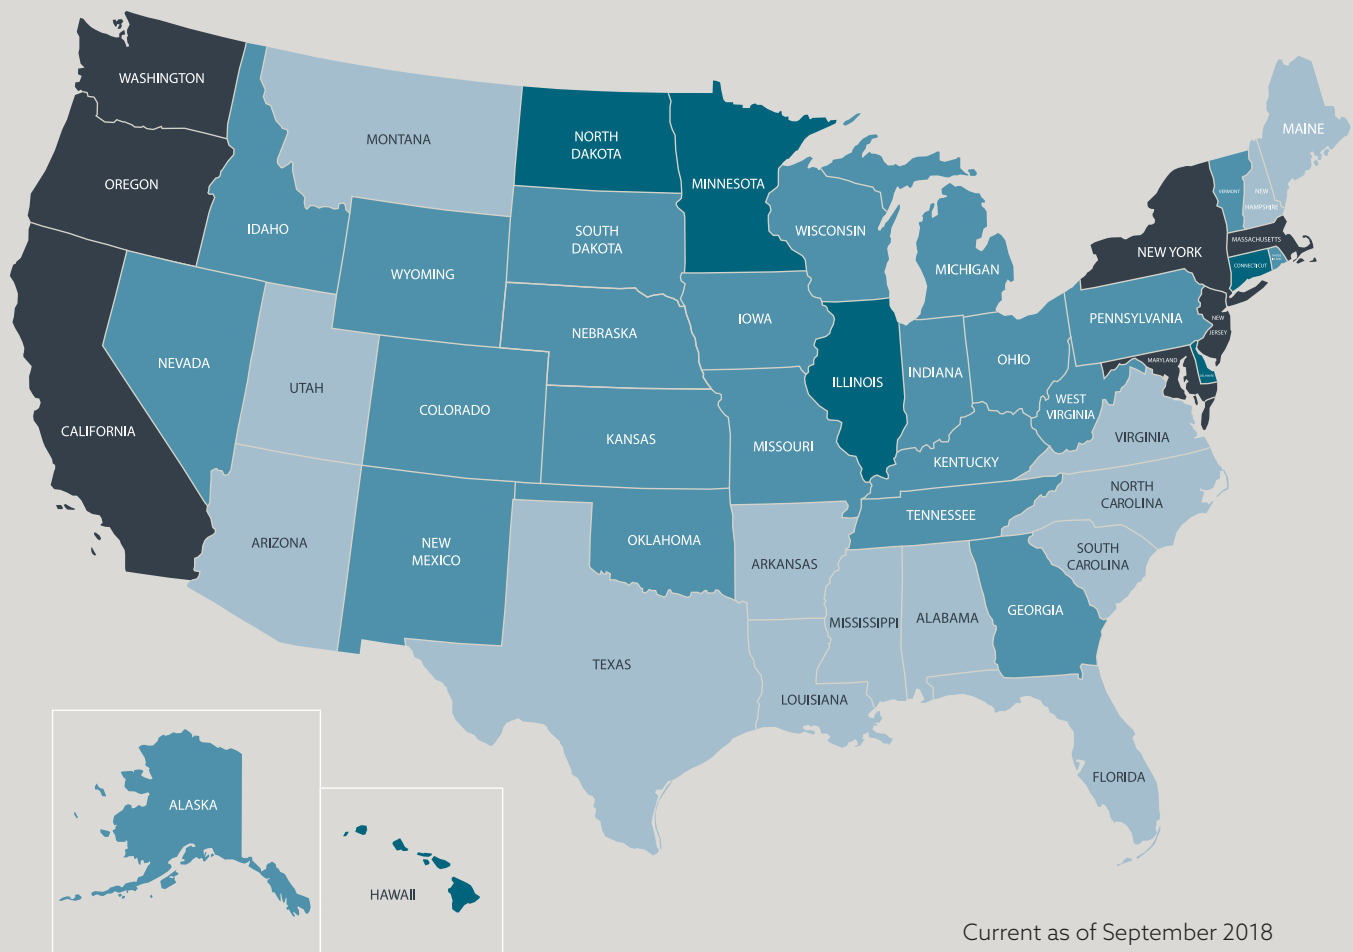 WASHINGTON
MONTANA
MAINE
NORTH
DAKOTA
OREGON
MINNESOTA
VERMONT
NEW
HAMPSHIRE
IDAHO
SOUTH
DAKOTA
WISCONSIN
MASSACHUSETTS
NEW YORK
CONNECTICUT
WYOMING
MICHIGAN
IOWA
PENNSYLVANIA
NEW
JERSEY
NEBRASKA
NEVADA
OHIO
MARYLAND
INDIANA
ILLINOIS
UTAH
COLORADO
WEST
VIRGINIA
CALIFORNIA
KANSAS
MISSOURI
VIRGINIA
KENTUCKY
NORTH
CAROLINA
TENNESSEE
ARIZONA
NEW
MEXICO
OKLAHOMA
ARKANSAS
SOUTH
CAROLINA
MISSISSIPPI
ALABAMA
GEORGIA
TEXAS
LOUISIANA
FLORIDA
ALASKA
HAWAII
Current as of September 2018